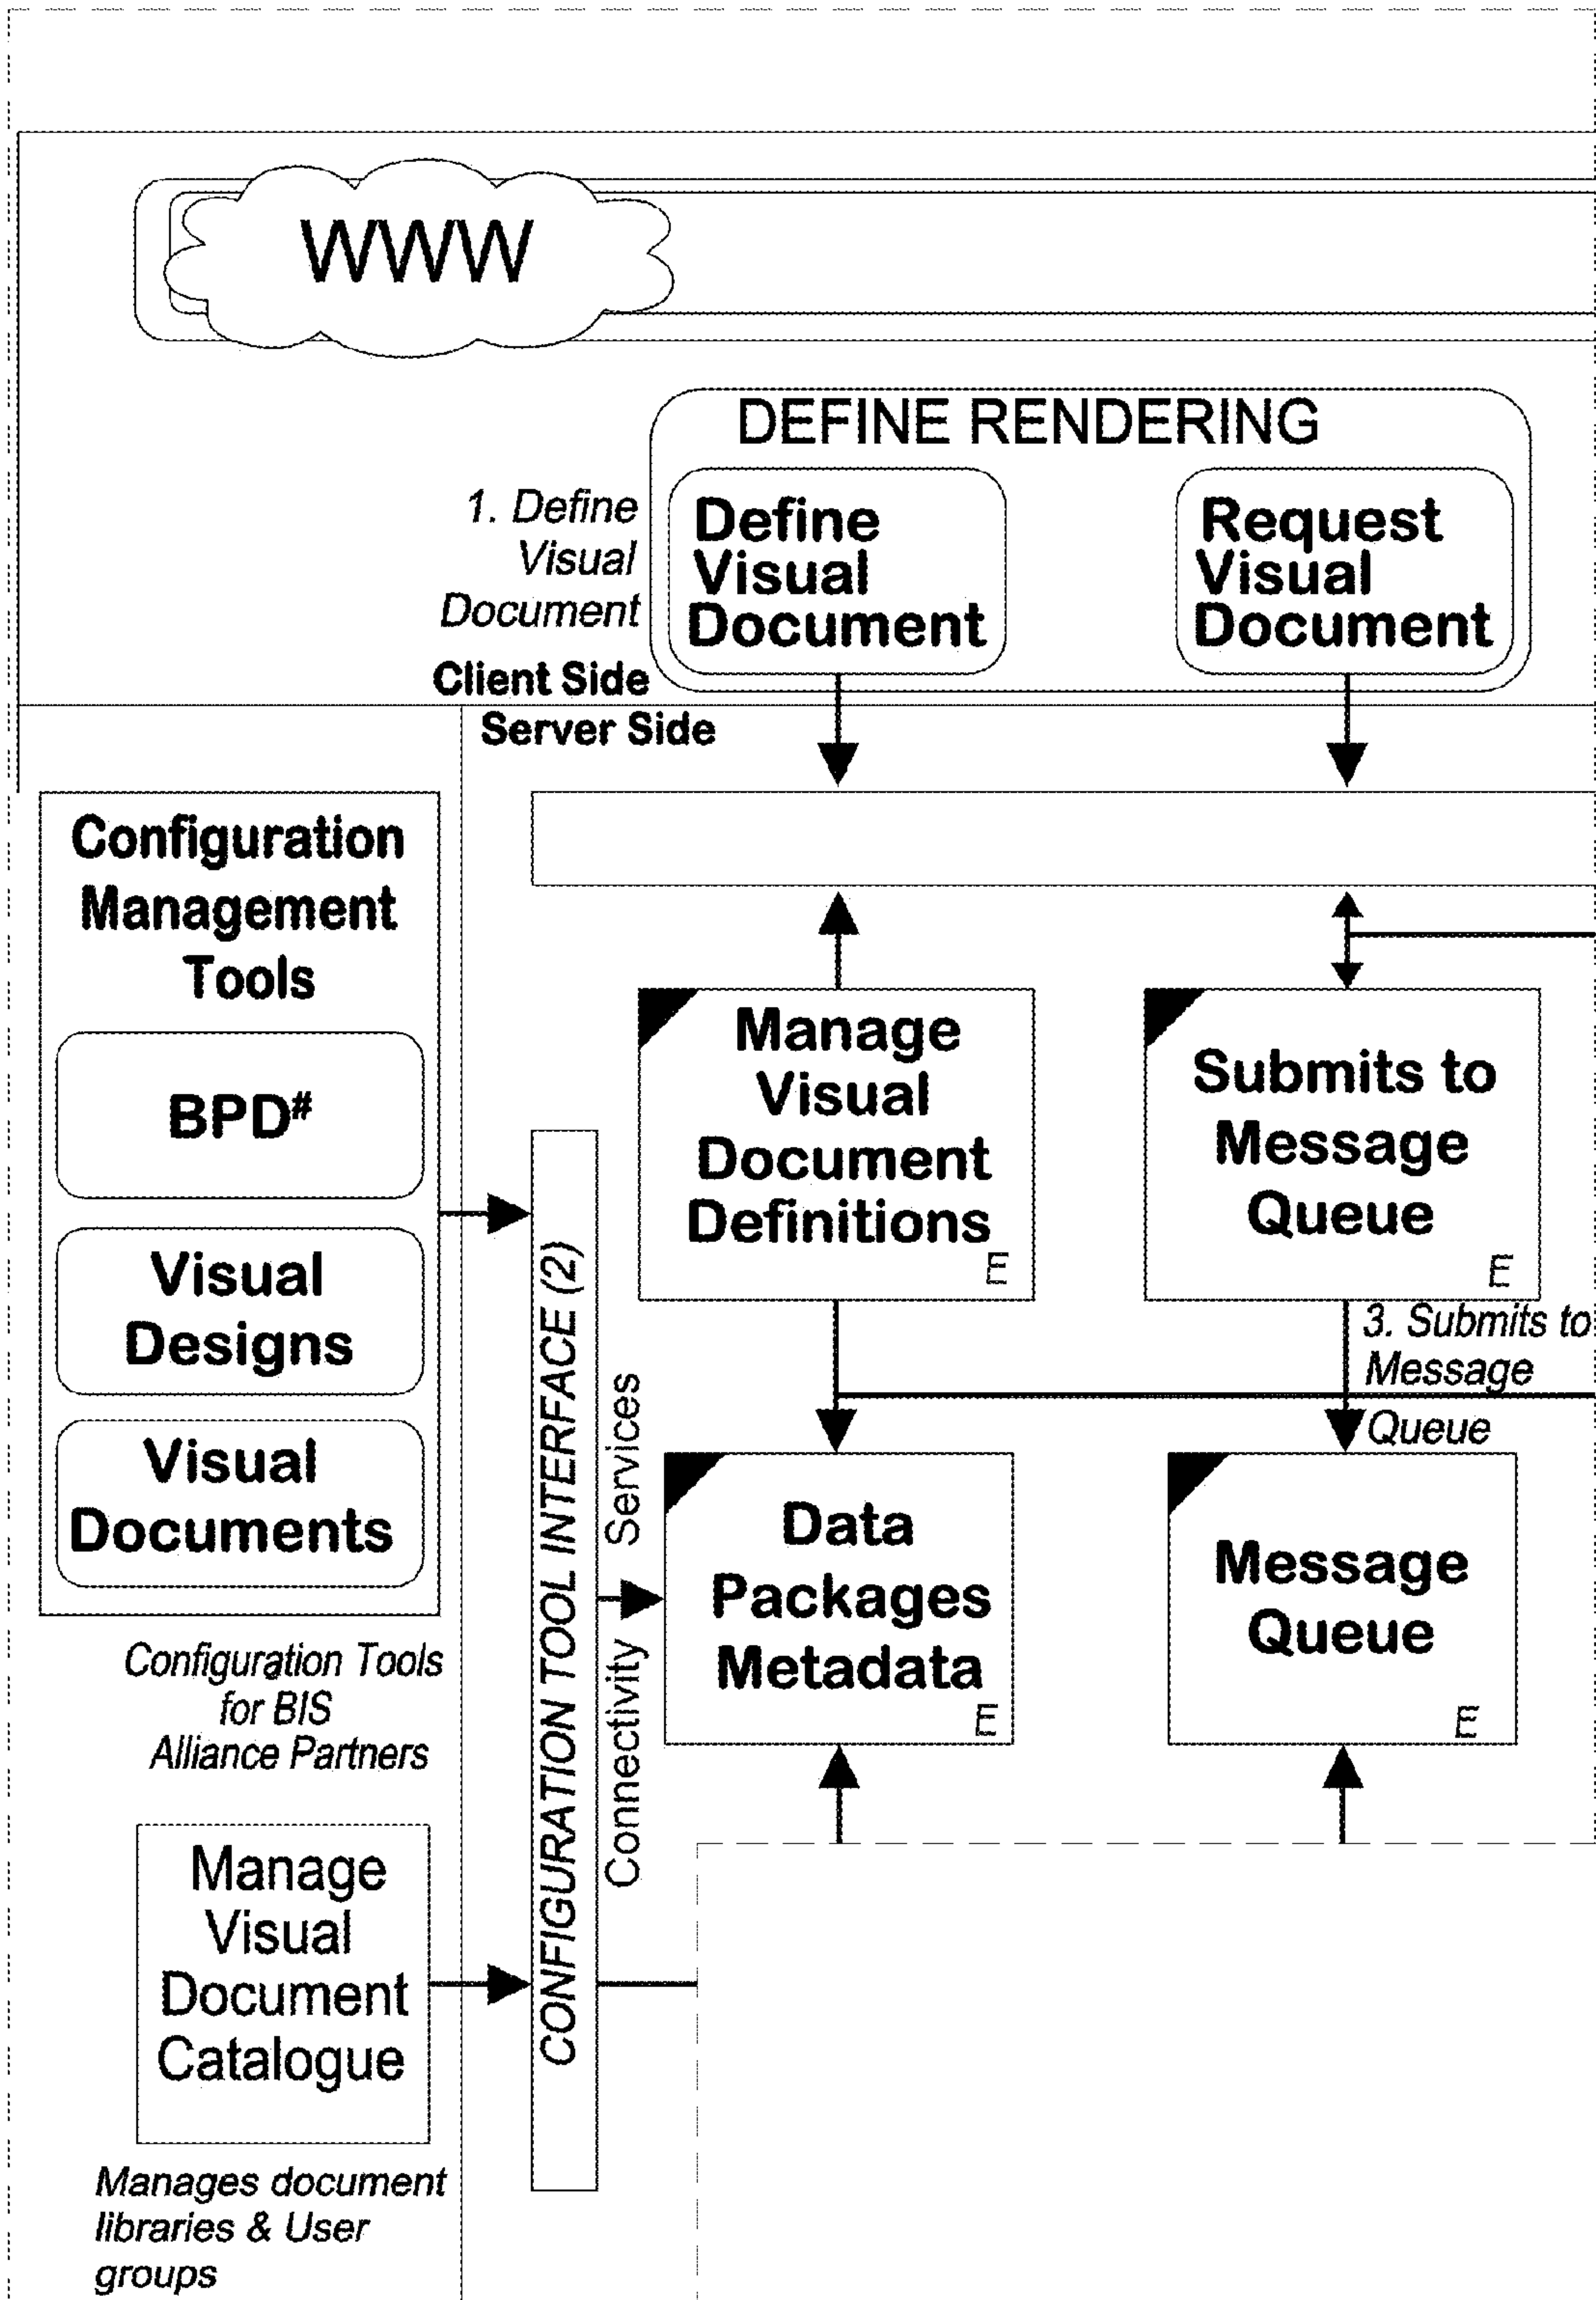 WWW
DEFINE RENDERING
1. Define
Visual
Document
Define
Visual
Document
Request
Visual
Document
Client Side
Server Side
Configuration
Management
Tools
BPD#
Visual
Designs
Visual
Documents
Configuration Tools
for BIS
Alliance Partners
Manage
Visual
Document
Catalogue
Manages document
libraries & User
groups
CONFIGURATION TOOL INTERFACE (2)
Connectivity Services
Manage
Visual
Document
Definitions
E
Submits to
Message
Queue
E
3. Submits to
Message
Queue
Data
Packages
Metadata
E
Message
Queue
E